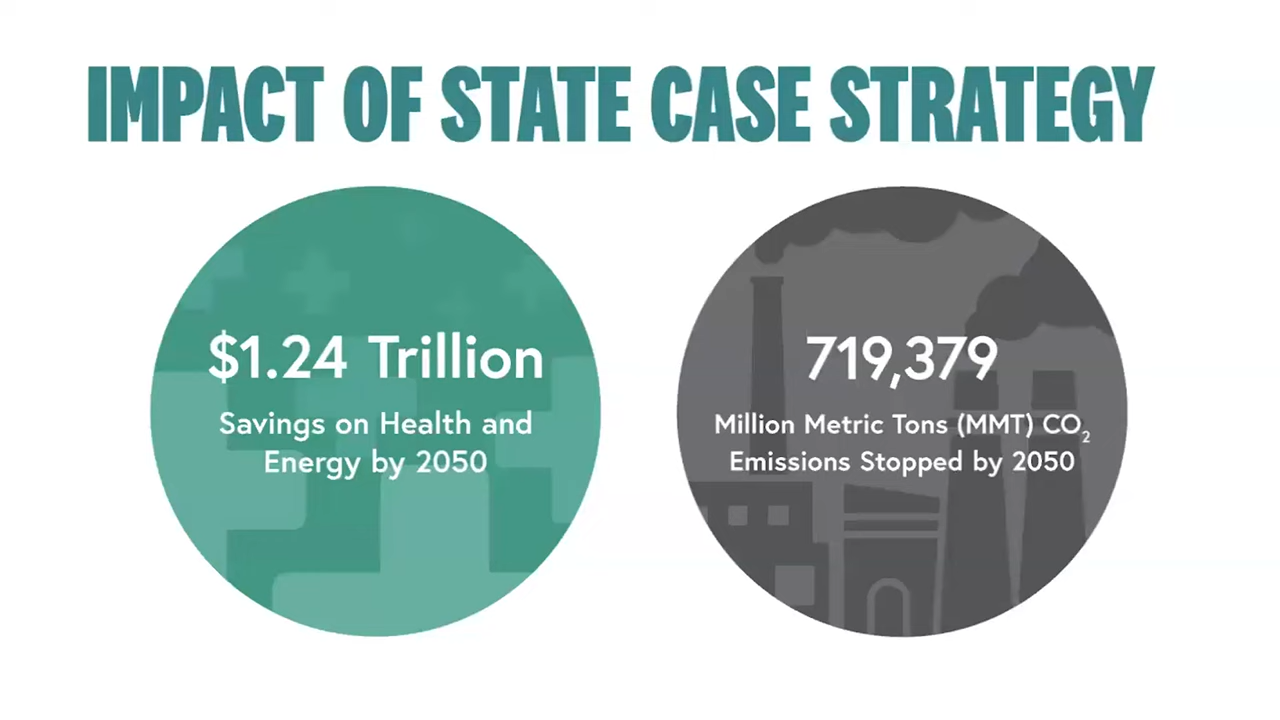 IMPACT OF STATE CASE STRATEGY
$1.24 Trillion
Savings on Health and
Energy by 2050
719,379
Million Metric Tons (MMT) CO₂
Emissions Stopped by 2050